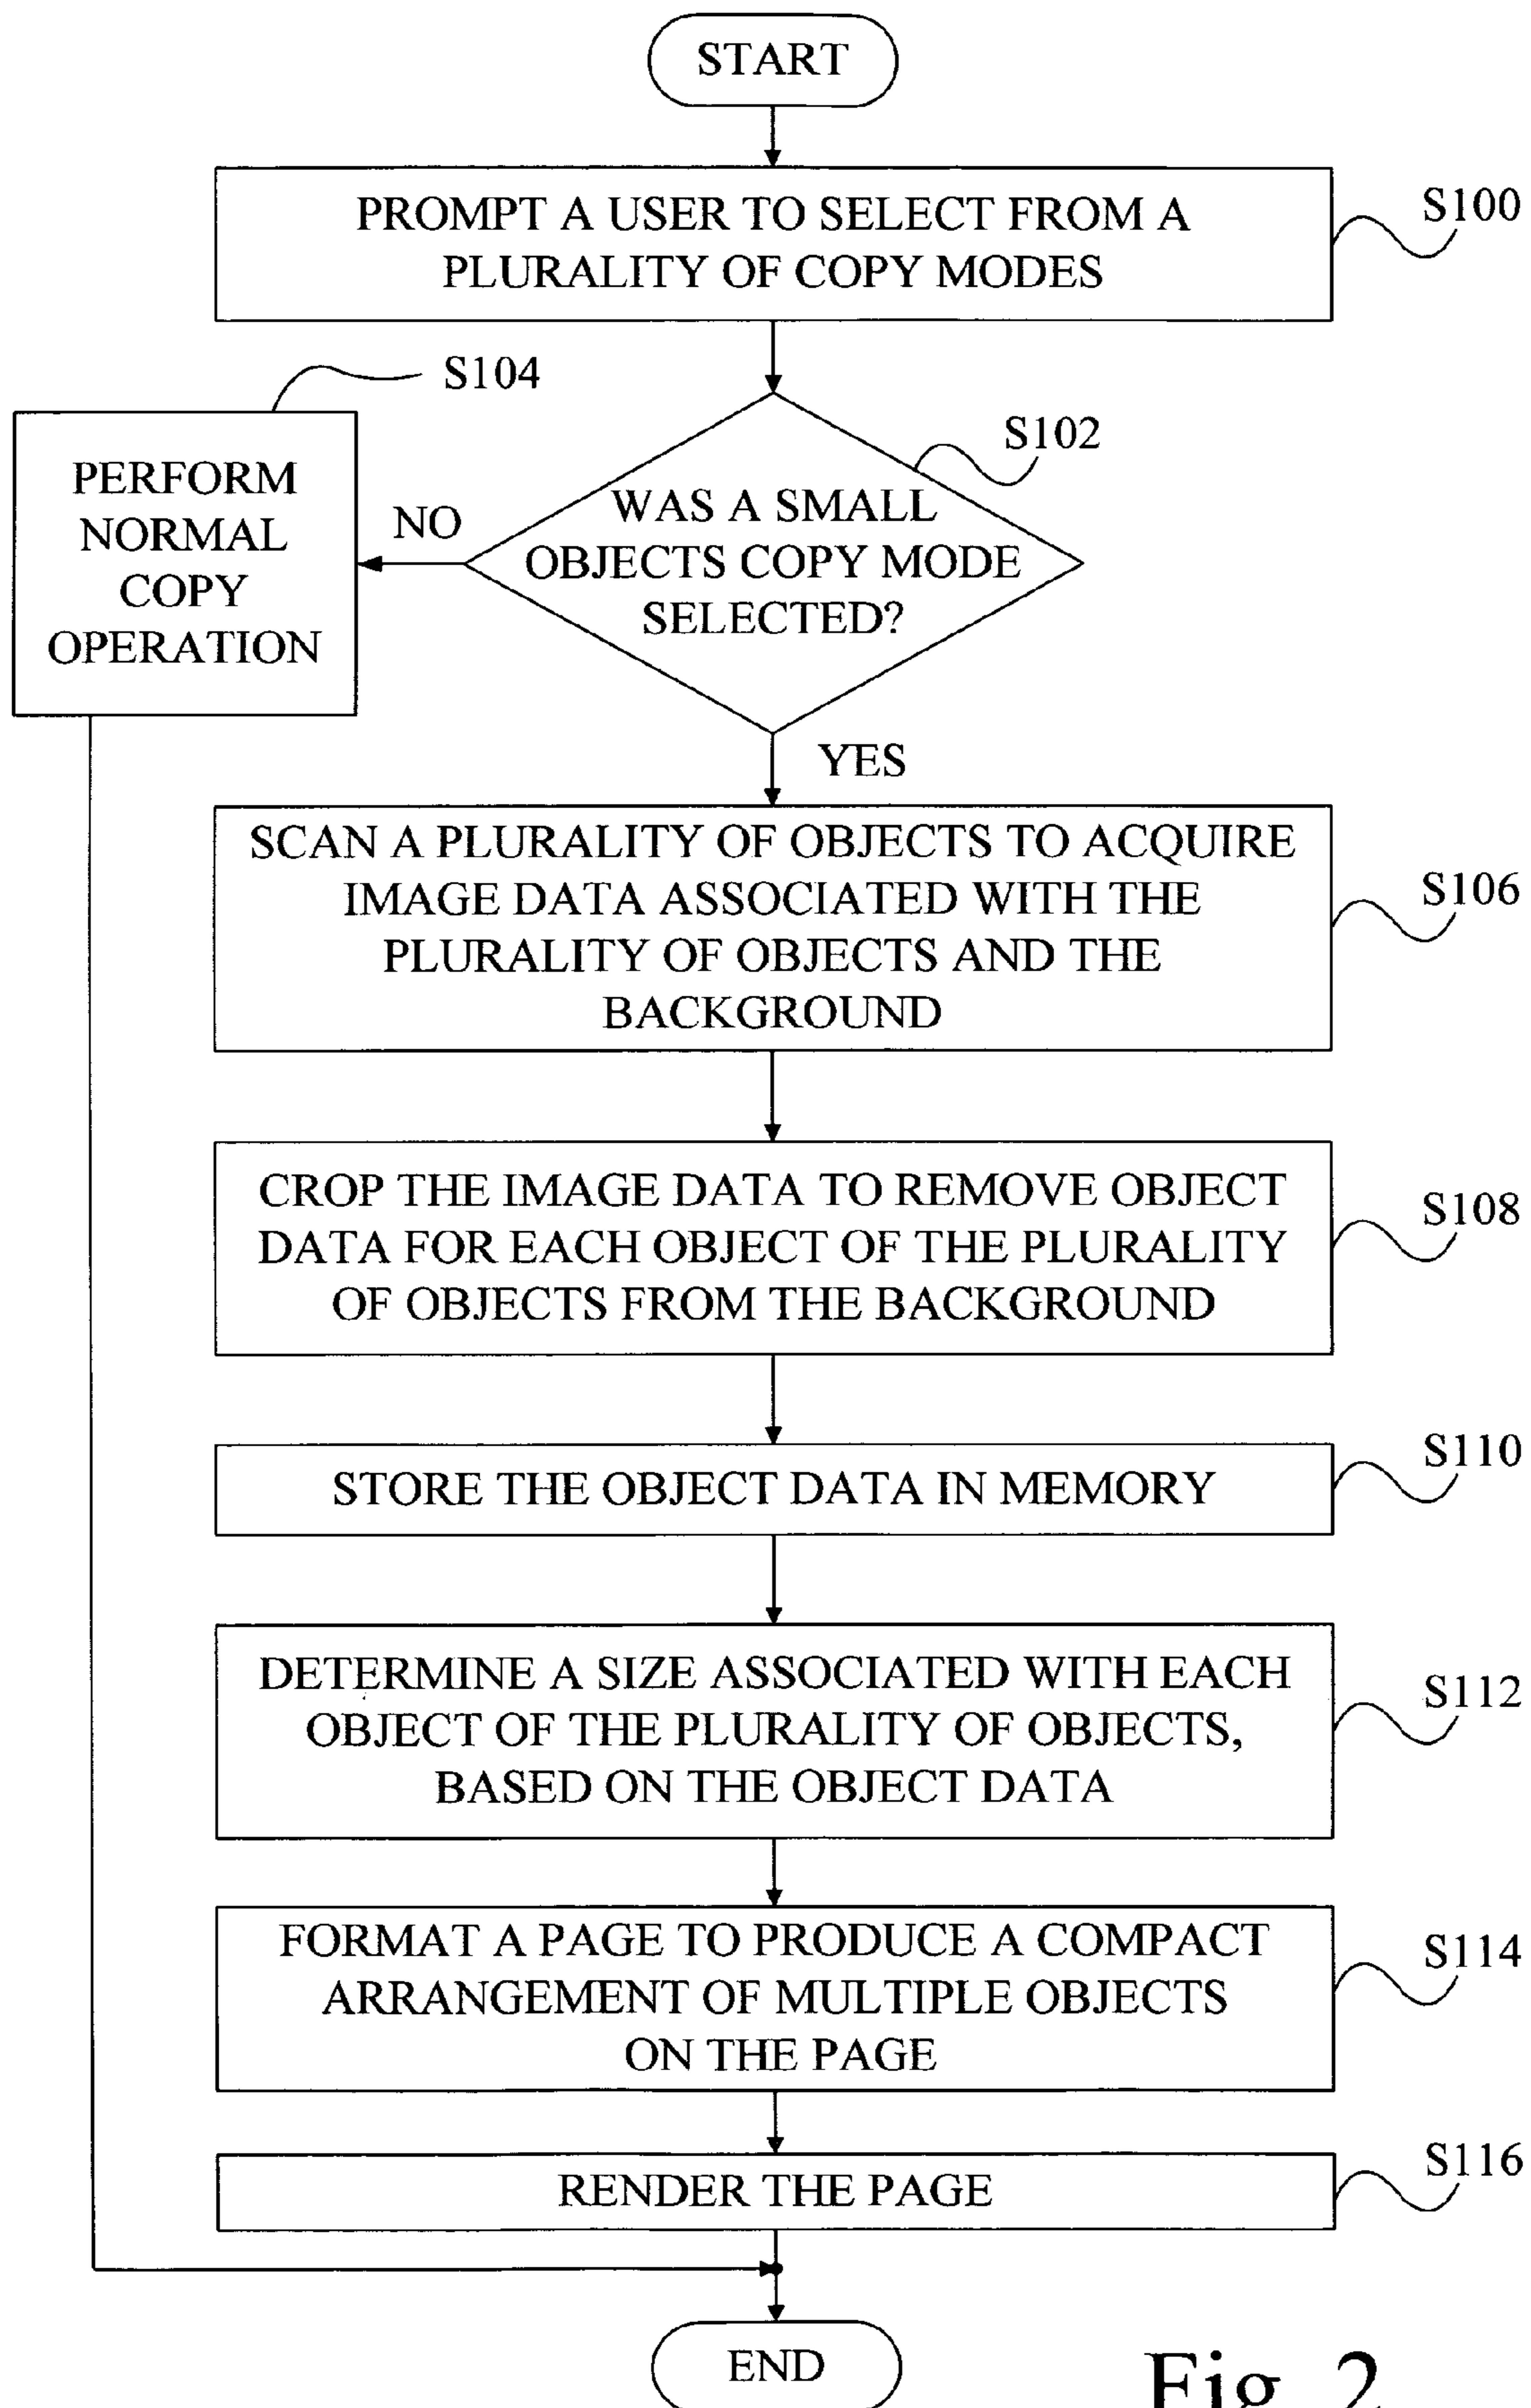 START
PROMPT A USER TO SELECT FROM A
PLURALITY OF COPY MODES
S100
S104
PERFORM
NORMAL
COPY
OPERATION
NO
S102
WAS A SMALL
OBJECTS COPY MODE
SELECTED?
YES
SCAN A PLURALITY OF OBJECTS TO ACQUIRE
IMAGE DATA ASSOCIATED WITH THE
PLURALITY OF OBJECTS AND THE
BACKGROUND
S106
CROP THE IMAGE DATA TO REMOVE OBJECT
DATA FOR EACH OBJECT OF THE PLURALITY
OF OBJECTS FROM THE BACKGROUND
S108
STORE THE OBJECT DATA IN MEMORY
S110
DETERMINE A SIZE ASSOCIATED WITH EACH
OBJECT OF THE PLURALITY OF OBJECTS,
BASED ON THE OBJECT DATA
S112
FORMAT A PAGE TO PRODUCE A COMPACT
ARRANGEMENT OF MULTIPLE OBJECTS
ON THE PAGE
S114
RENDER THE PAGE
S116
END
Fig. 2